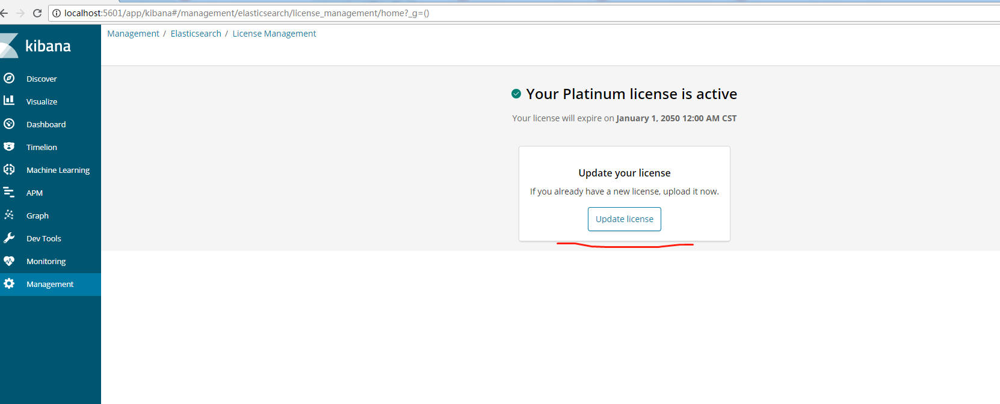 localhost:5601/app/kibana#/management/elasticsearch/license_management/home?_g=()
kibana
Management / Elasticsearch / License Management
Discover
Visualize
Dashboard
Timelion
Machine Learning
APM
Graph
Dev Tools
Monitoring
Management
Your Platinum license is active
Your license will expire on January 1, 2050 12:00 AM CST
Update your license
If you already have a new license, upload it now.
Update license